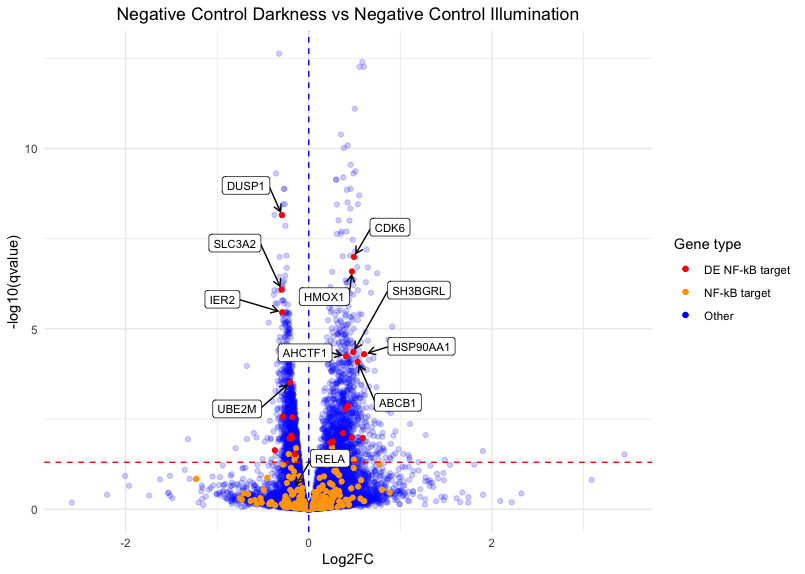 Negative Control Darkness vs Negative Control Illumination
-log10(qvalue)
10
5
0
DUSP1
SLC3A2
IER2
UBE2M
CDK6
HMOX1
SH3BGRL
AHCTF1
HSP90AA1
ABCB1
RELA
-2
0
2
Log2FC
Gene type
DE NF-kB target
NF-kB target
Other